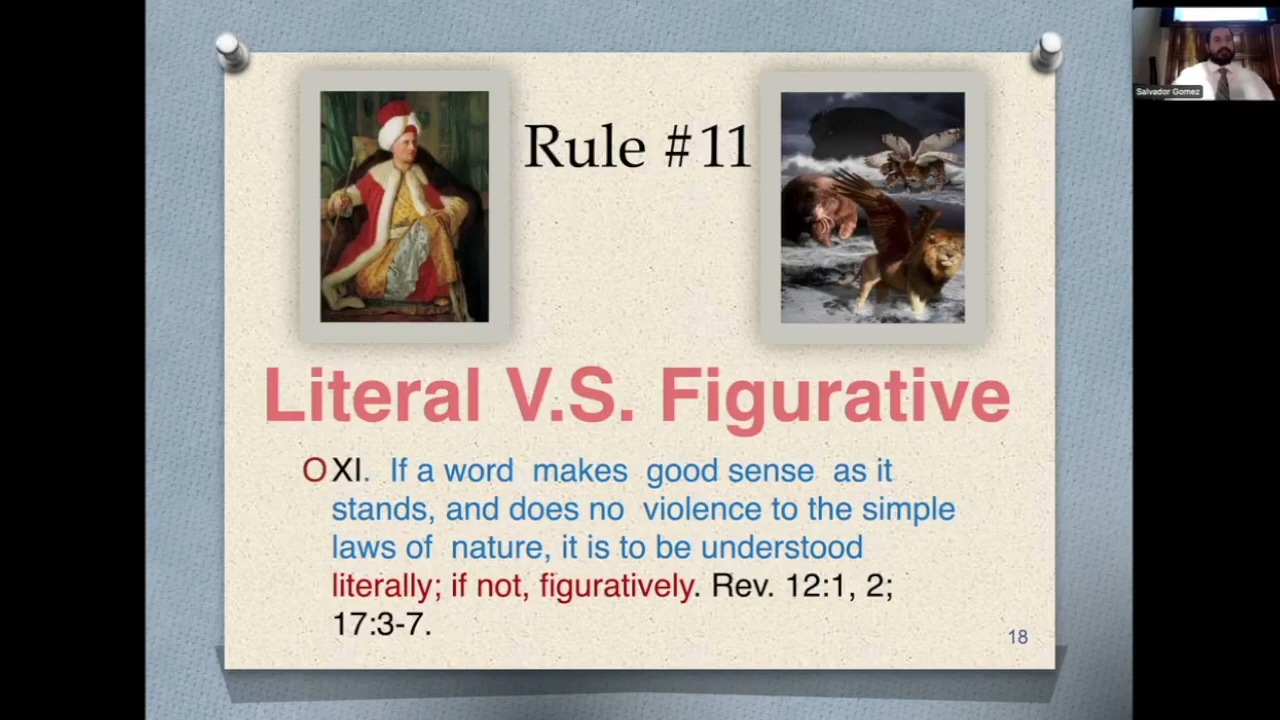 Salvador Gomez
Rule #11
Literal V.S. Figurative
OXI. If a word makes good sense as it
stands, and does no violence to the simple
laws of nature, it is to be understood
literally; if not, figuratively. Rev. 12:1, 2;
17:3-7.
18